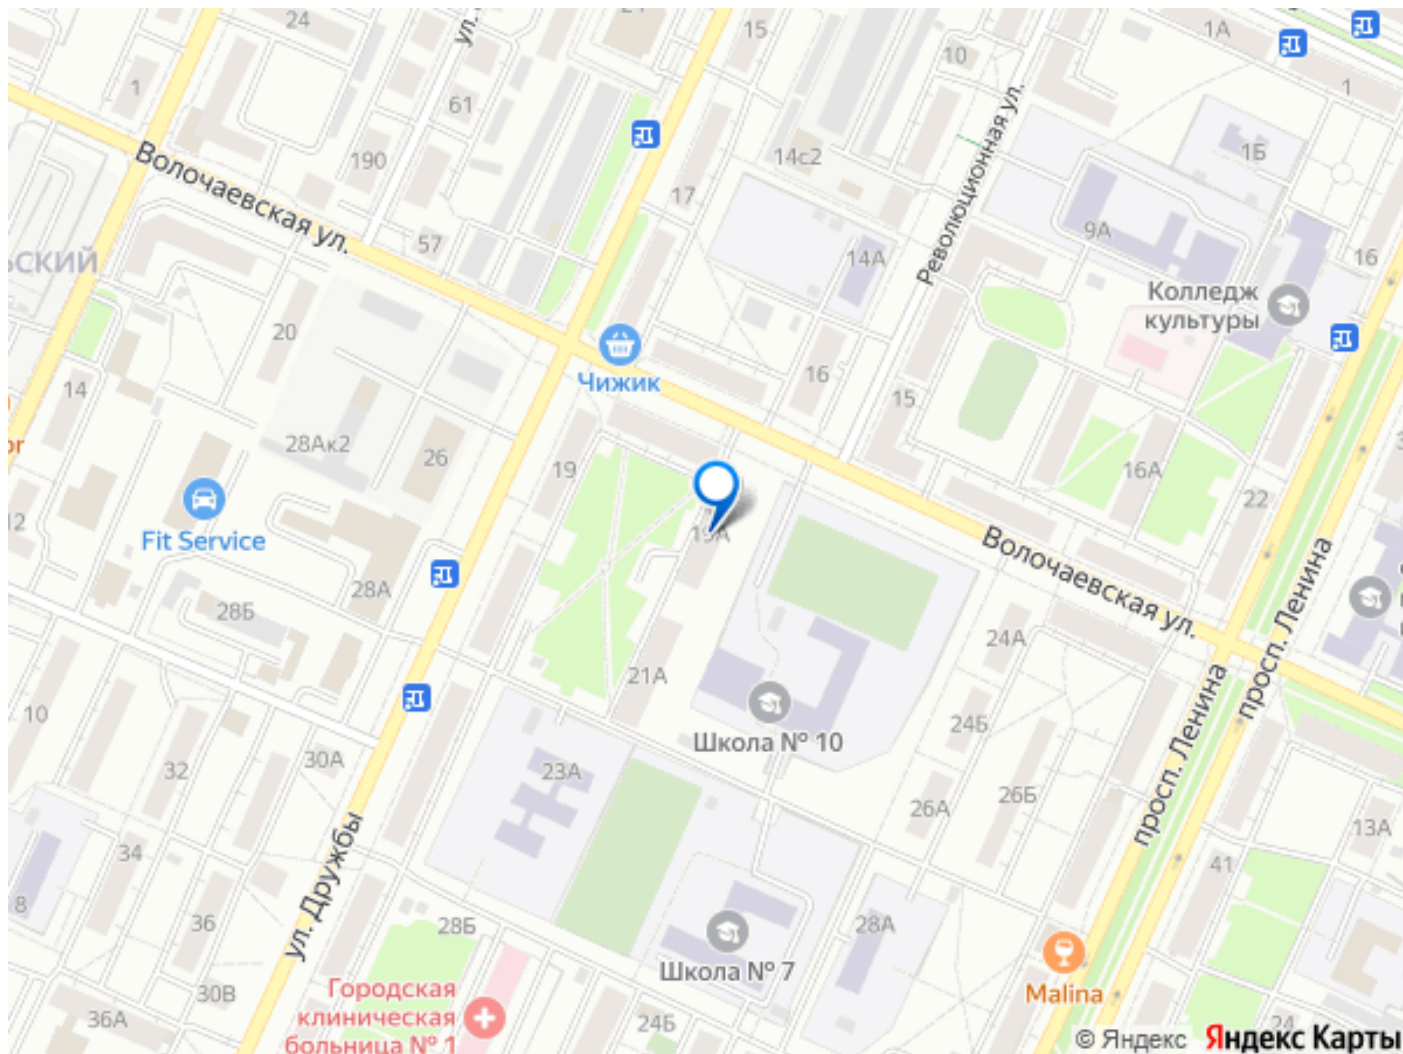 24
ул.
15
1А
10
1
1
61
190
14с2
1Б
Революционная ул.
17
Волочаевская ул.
57
9А
14А
16
ьский
Колледж
культуры
20
Чижик
16
14
15
28Ак2
26
19
16А
22
12
Fit Service
19А
Волочаевская ул.
просп. Ленина
28А
28Б
24А
21А
10
Школа № 10
24Б
просп. Ленина
30А
32
23А
26Б
26А
13А
ул. Дружбы
34
41
8
36
28Б
28А
Школа № 7
30В
Городская
клиническая
больница № 1
Malina
36А
24Б
24
© Яндекс Яндекс Карты